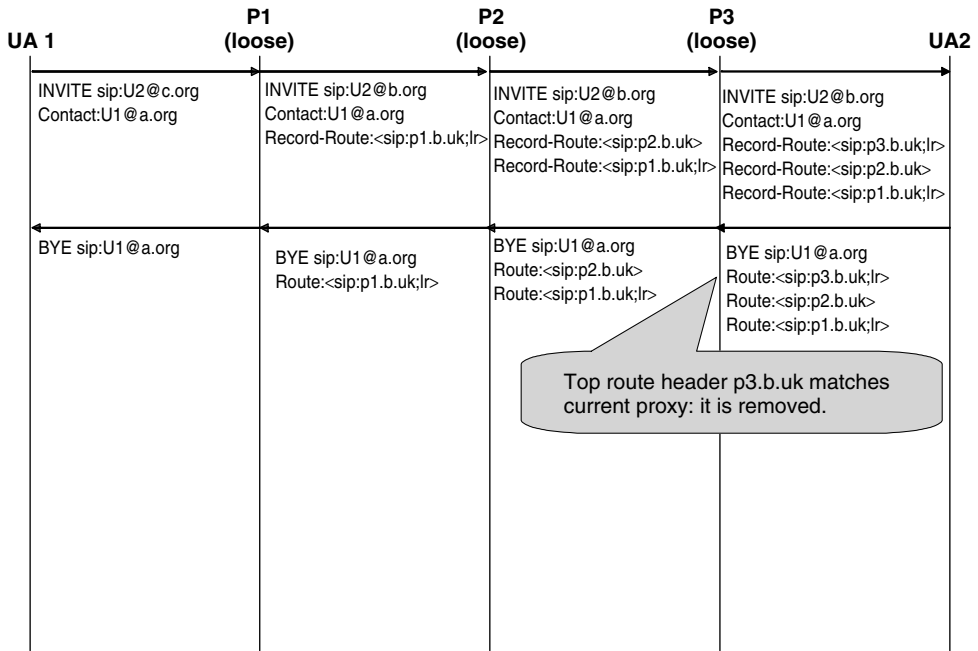 UA 1
P1
(loose)
P2
(loose)
P3
(loose)
UA2
INVITE sip:U2@c.org
Contact:U1@a.org
INVITE sip:U2@b.org
Contact:U1@a.org
Record-Route:<sip:p1.b.uk;lr>
INVITE sip:U2@b.org
Contact:U1@a.org
Record-Route:<sip:p2.b.uk>
Record-Route:<sip:p1.b.uk;lr>
INVITE sip:U2@b.org
Contact:U1@a.org
Record-Route:<sip:p3.b.uk;lr>
Record-Route:<sip:p2.b.uk>
Record-Route:<sip:p1.b.uk;lr>
BYE sip:U1@a.org
BYE sip:U1@a.org
Route:<sip:p1.b.uk;lr>
BYE sip:U1@a.org
Route:<sip:p2.b.uk>
Route:<sip:p1.b.uk;lr>
BYE sip:U1@a.org
Route:<sip:p3.b.uk;lr>
Route:<sip:p2.b.uk>
Route:<sip:p1.b.uk;lr>
Top route header p3.b.uk matches
current proxy: it is removed.